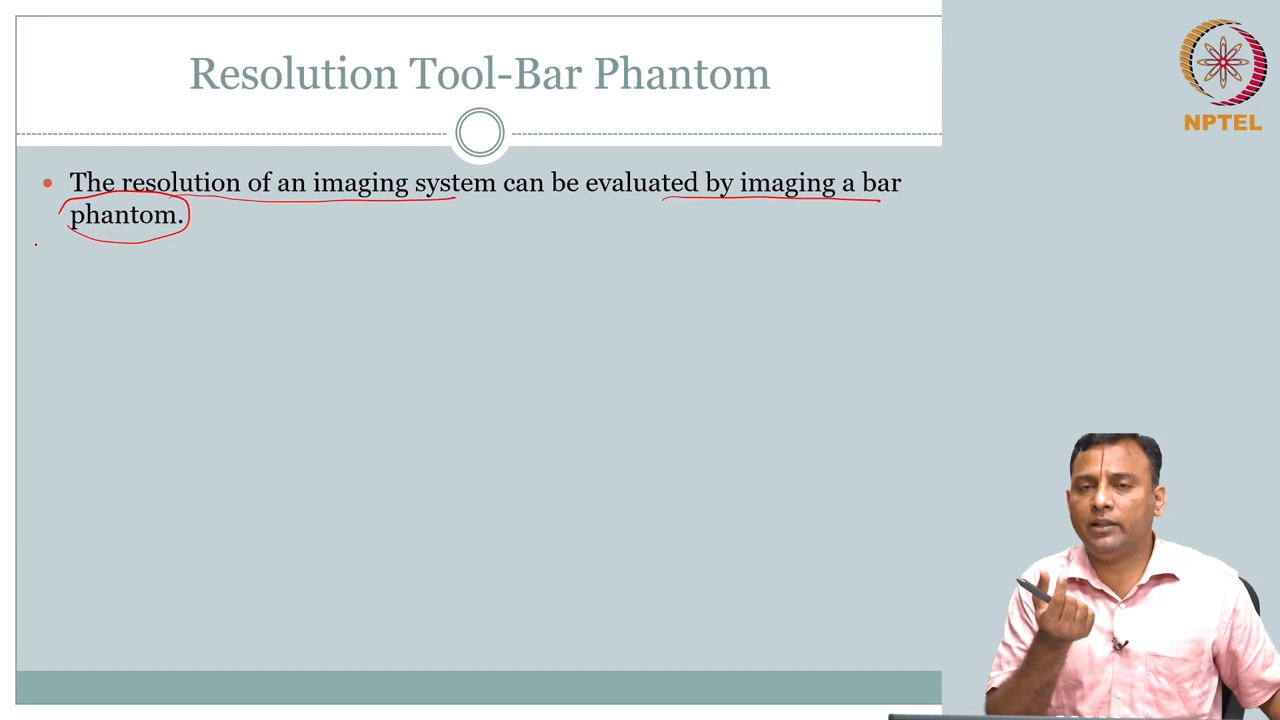 Resolution Tool-Bar Phantom
NPTEL
The resolution of an imaging system can be evaluated by imaging a bar
phantom.